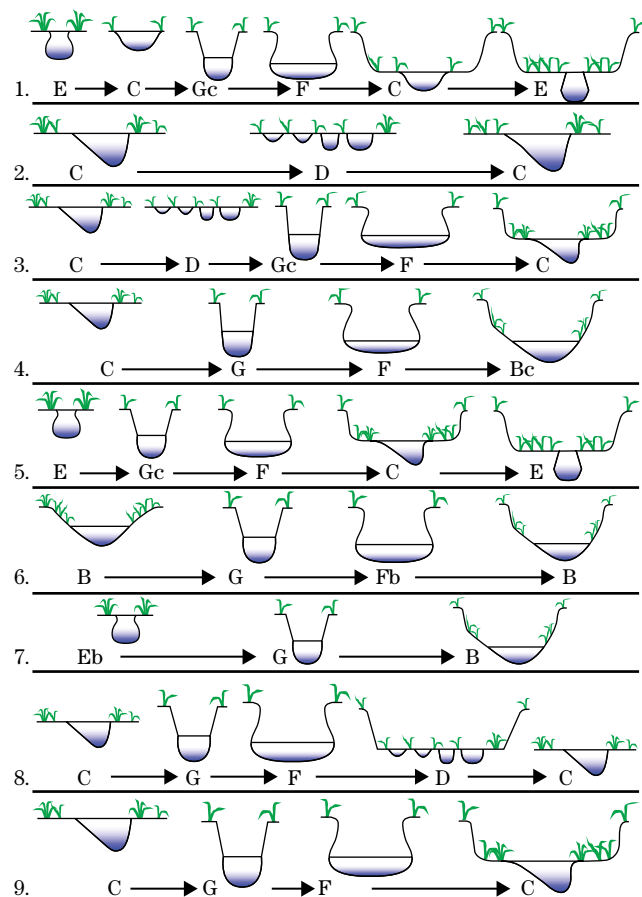 1. E C Gc F C E
2. C D C
3. C D Gc F C
4. C G F Bc
5. E Gc F C E
6. B G Fb B
7. Eb G B
8. C G F D C
9. C G F C